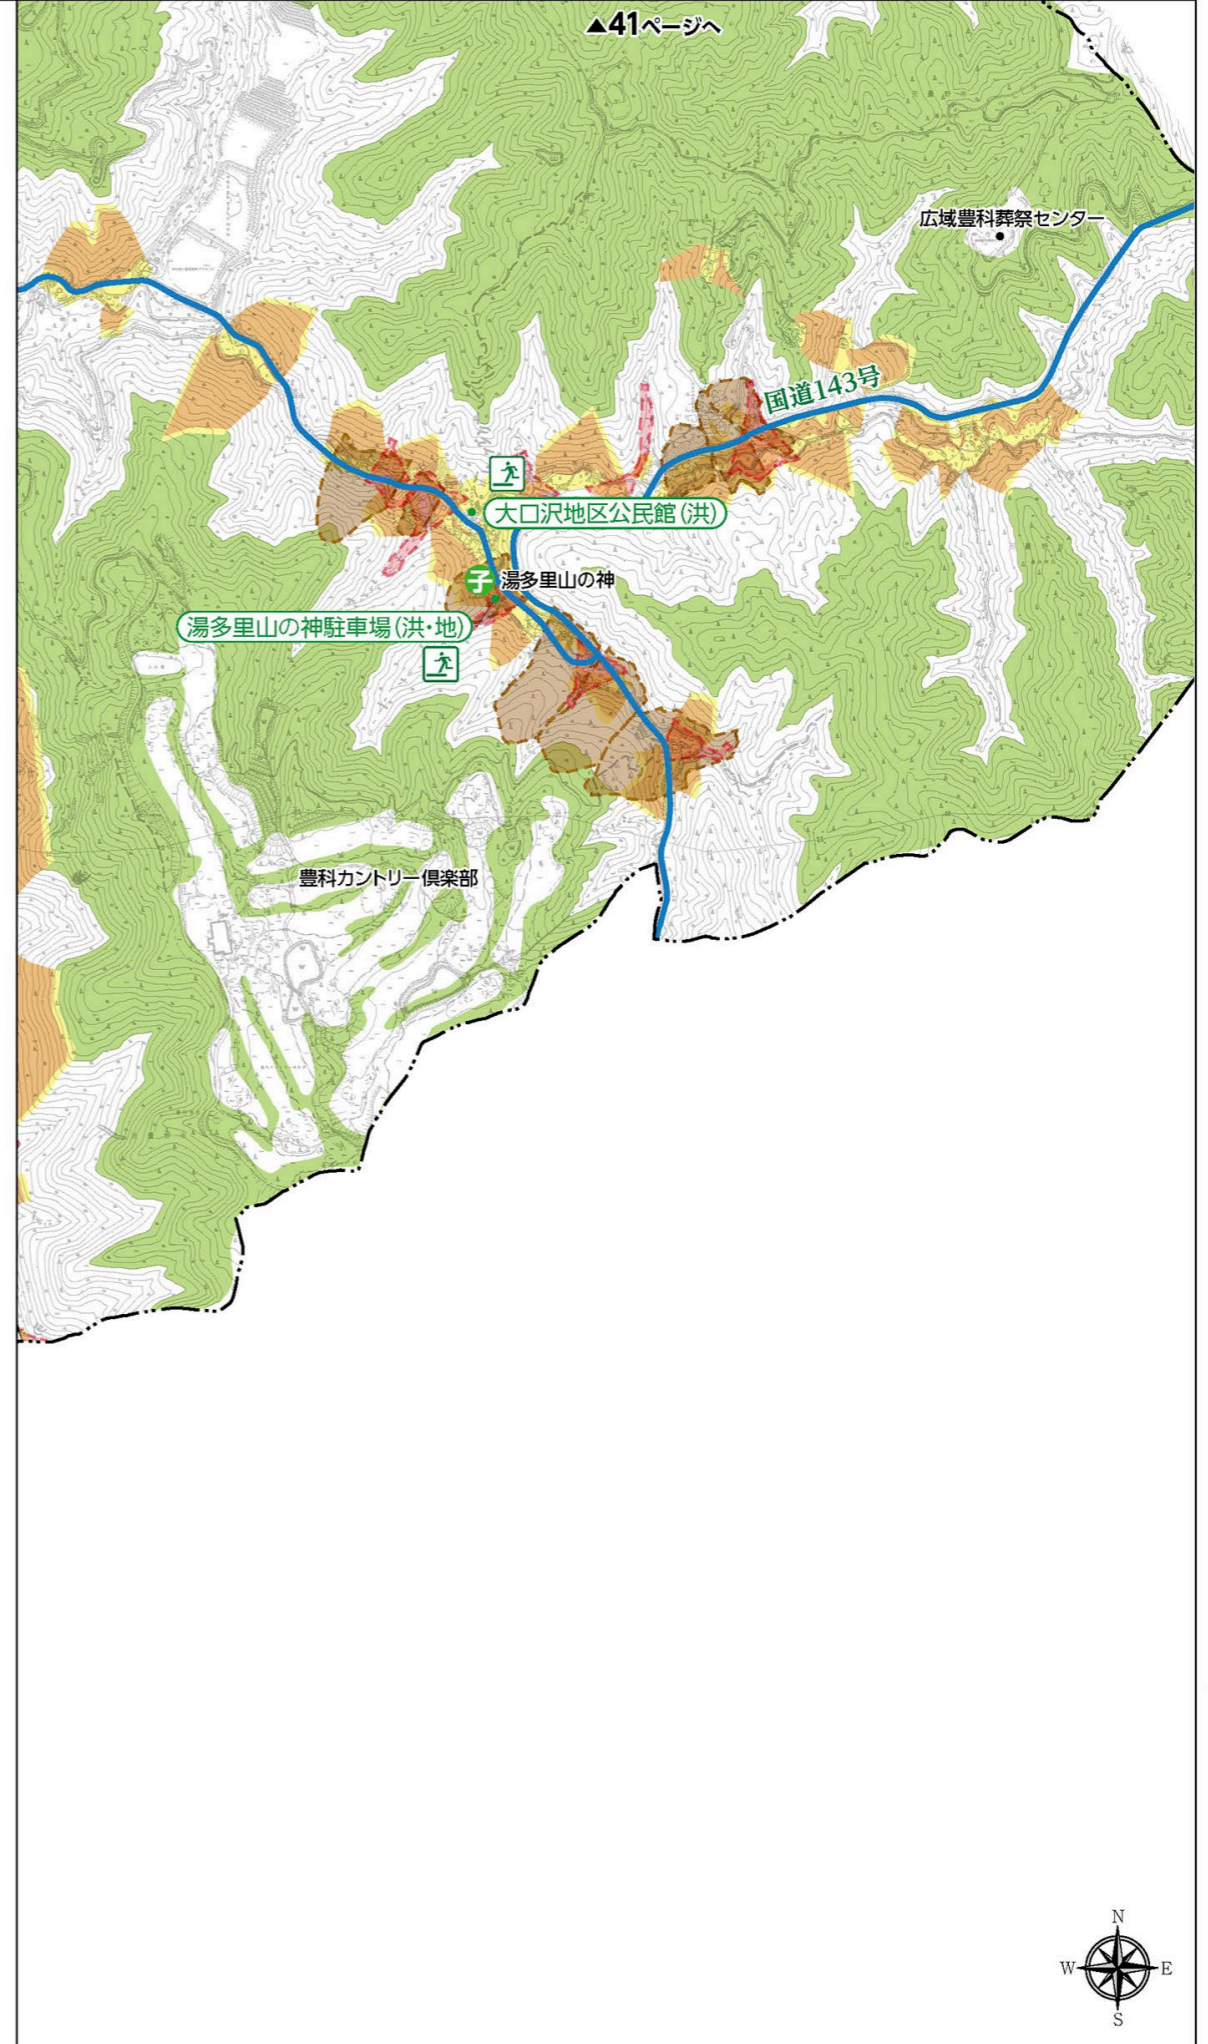 ▲41ページへ
広域豊科葬祭センター
国道143号
大口沢地区公民館(洪)
子
湯多里山の神
湯多里山の神駐車場(洪・地)
豊科カントリー倶楽部
N
W E
S